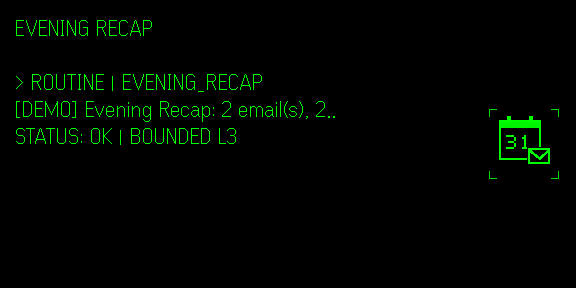 EVENING RECAP
> ROUTINE | EVENING_RECAP
[DEMO] Evening Recap: 2 email(s), 2..
STATUS: OK | BOUNDED L3
31